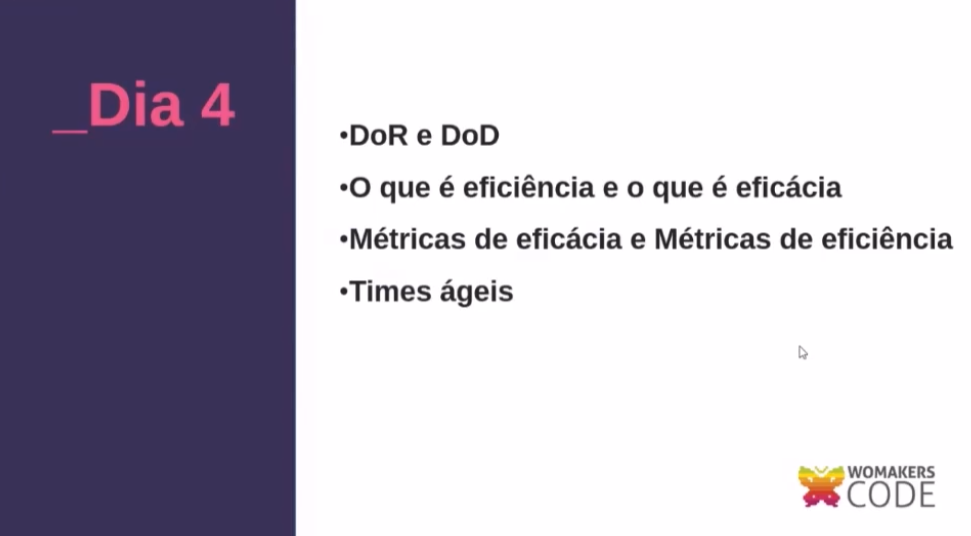 _Dia 4
•DoR e DoD
•O que é eficiência e o que é eficácia
•Métricas de eficácia e Métricas de eficiência
•Times ágeis
WOMAKERS
CODE